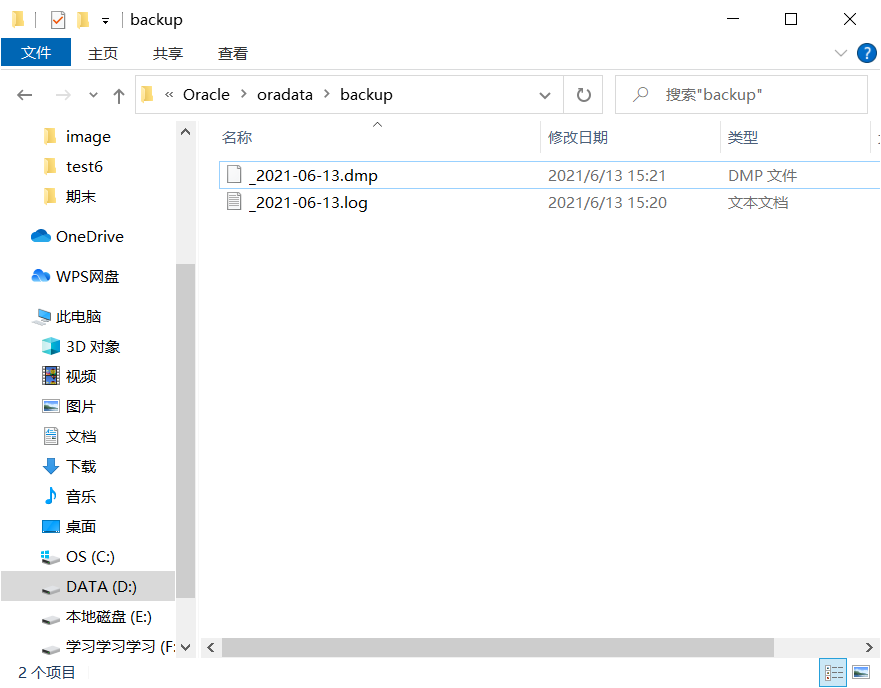 backup
文件 主页 共享 查看
« Oracle > oradata > backup 搜索"backup"
名称 修改日期 类型
_2021-06-13.dmp 2021/6/13 15:21 DMP 文件
_2021-06-13.log 2021/6/13 15:20 文本文档
image
test6
期末
OneDrive
WPS网盘
此电脑
3D 对象
视频
图片
文档
下载
音乐
桌面
OS (C:)
DATA (D:)
本地磁盘 (E:)
学习学习学习 (F:
2 个项目